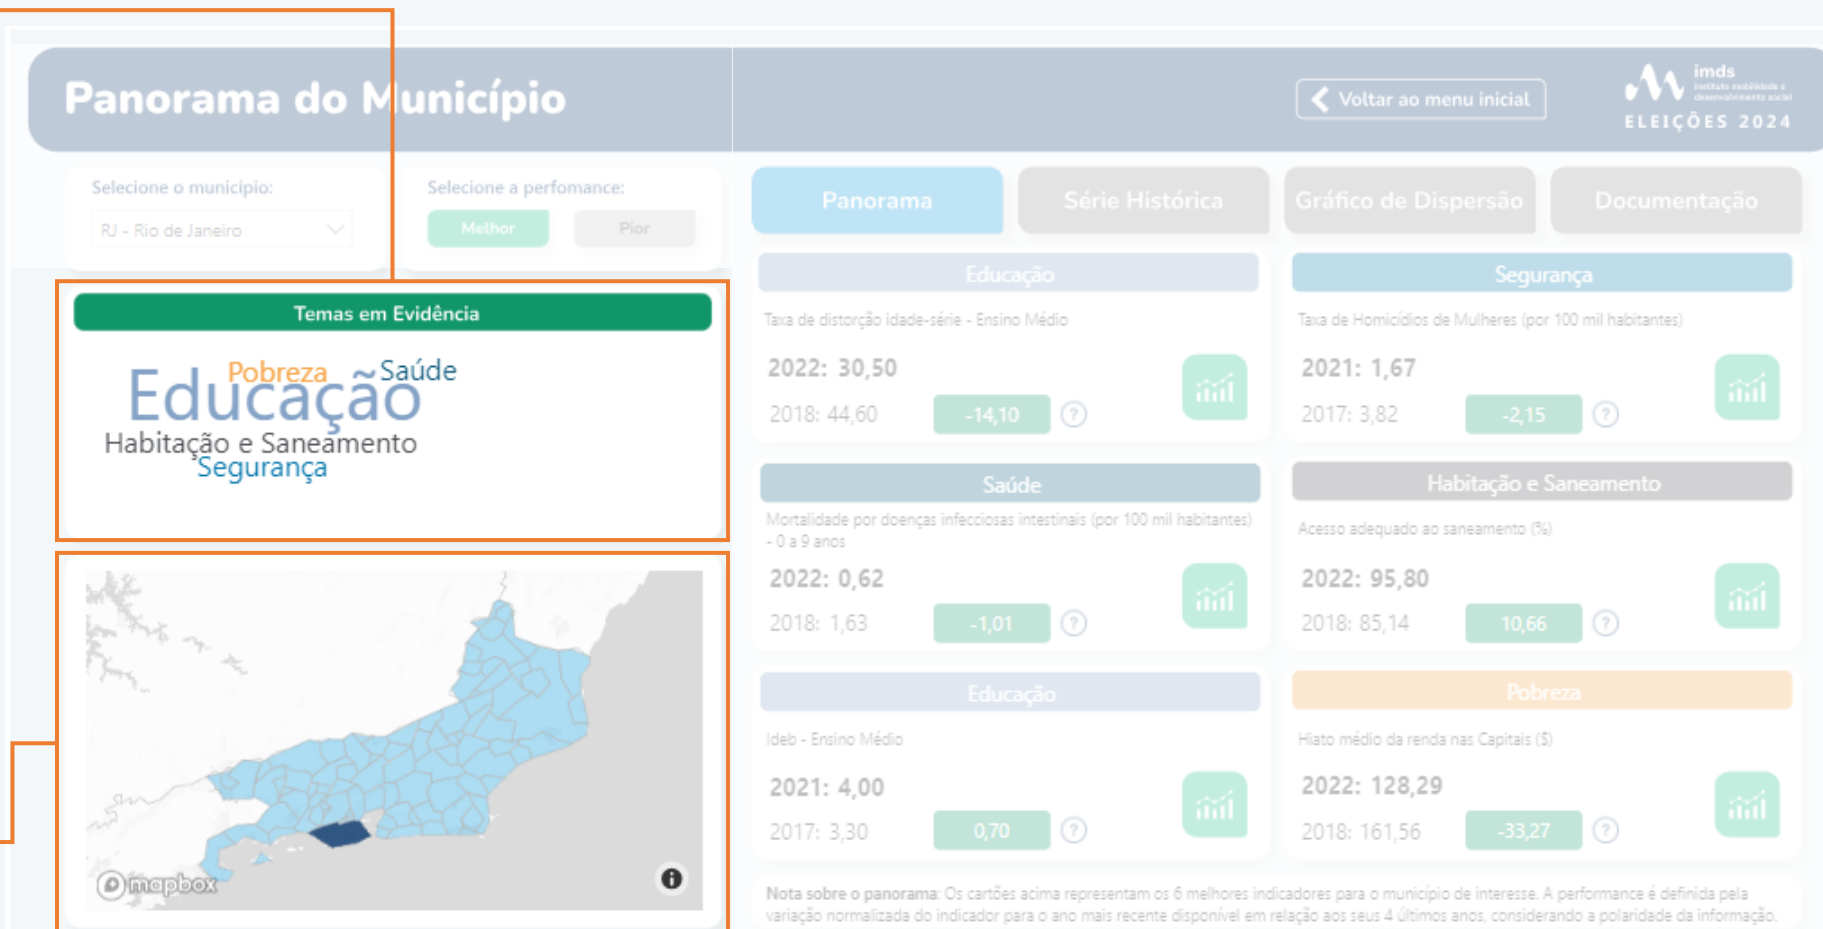 Panorama do Município
Voltar ao menu inicial
imds
instituto mobilidade e
desenvolvimento social
ELEIÇÕES 2024
Selecione o município:
RJ - Rio de Janeiro
Selecione a perfomance:
Melhor
Pior
Panorama
Série Histórica
Gráfico de Dispersão
Documentação
Temas em Evidência
Pobreza
Saúde
Educação
Habitação e Saneamento
Segurança
mapbox
Educação
Taxa de distorção idade-série - Ensino Médio
2022: 30,50
2018: 44,60
-14,10
?
Segurança
Taxa de Homicídios de Mulheres (por 100 mil habitantes)
2021: 1,67
2017: 3,82
-2,15
?
Saúde
Mortalidade por doenças infecciosas intestinais (por 100 mil habitantes)
- 0 a 9 anos
2022: 0,62
2018: 1,63
-1,01
?
Habitação e Saneamento
Acesso adequado ao saneamento (%)
2022: 95,80
2018: 85,14
10,66
?
Educação
Ideb - Ensino Médio
2021: 4,00
2017: 3,30
0,70
?
Pobreza
Hiato médio da renda nas Capitais ($)
2022: 128,29
2018: 161,56
-33,27
?
Nota sobre o panorama: Os cartões acima representam os 6 melhores indicadores para o município de interesse. A performance é definida pela
variação normalizada do indicador para o ano mais recente disponível em relação aos seus 4 últimos anos, considerando a polaridade da informação.